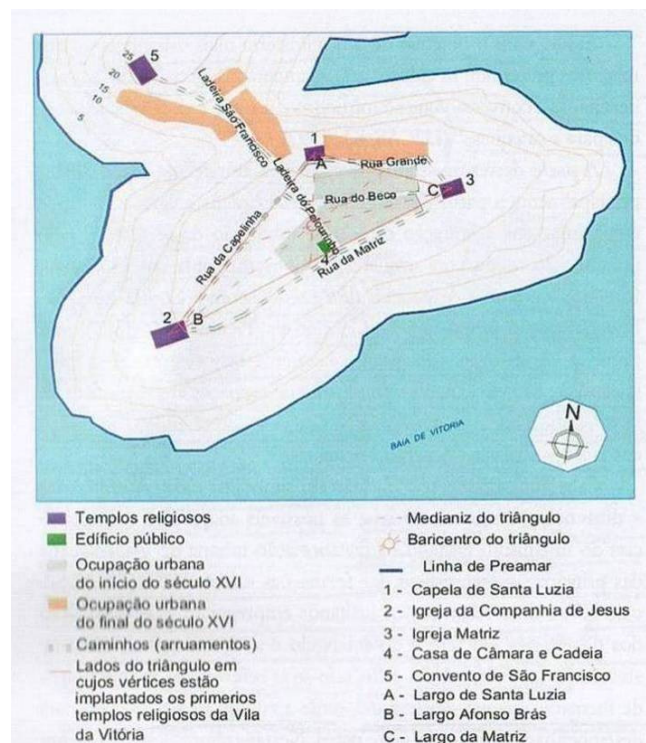 25
20
15
10
5
5
Ladeira São Francisco
1
A
Rua Grande
Ladeira do Pelourinho
Rua do Beco
C
3
Rua da Capelinha
4
Rua da Matriz
2
B
BAIA DE VITORIA
N
Templos religiosos
Edifício público
Ocupação urbana
do início do século XVI
Ocupação urbana
do final do século XVI
Caminhos (arruamentos)
Lados do triângulo em
cujos vértices estão
implantados os primerios
templos religiosos da Vila
da Vitória
Medianiz do triângulo
Baricentro do triângulo
Linha de Preamar
1 - Capela de Santa Luzia
2 - Igreja da Companhia de Jesus
3 - Igreja Matriz
4 - Casa de Câmara e Cadeia
5 - Convento de São Francisco
A - Largo de Santa Luzia
B - Largo Afonso Brás
C - Largo da Matriz